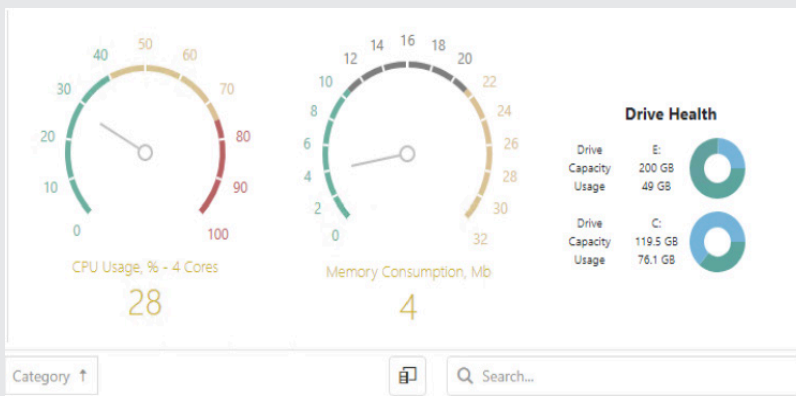 50
40
60
30
70
20
80
10
90
0
100
CPU Usage, % - 4 Cores
28
16
14
18
12
20
10
22
8
24
6
26
4
28
2
30
0
32
Memory Consumption, Mb
4
Drive Health
Drive E:
Capacity 200 GB
Usage 49 GB
Drive C:
Capacity 119.5 GB
Usage 76.1 GB
Category ↑
Search...